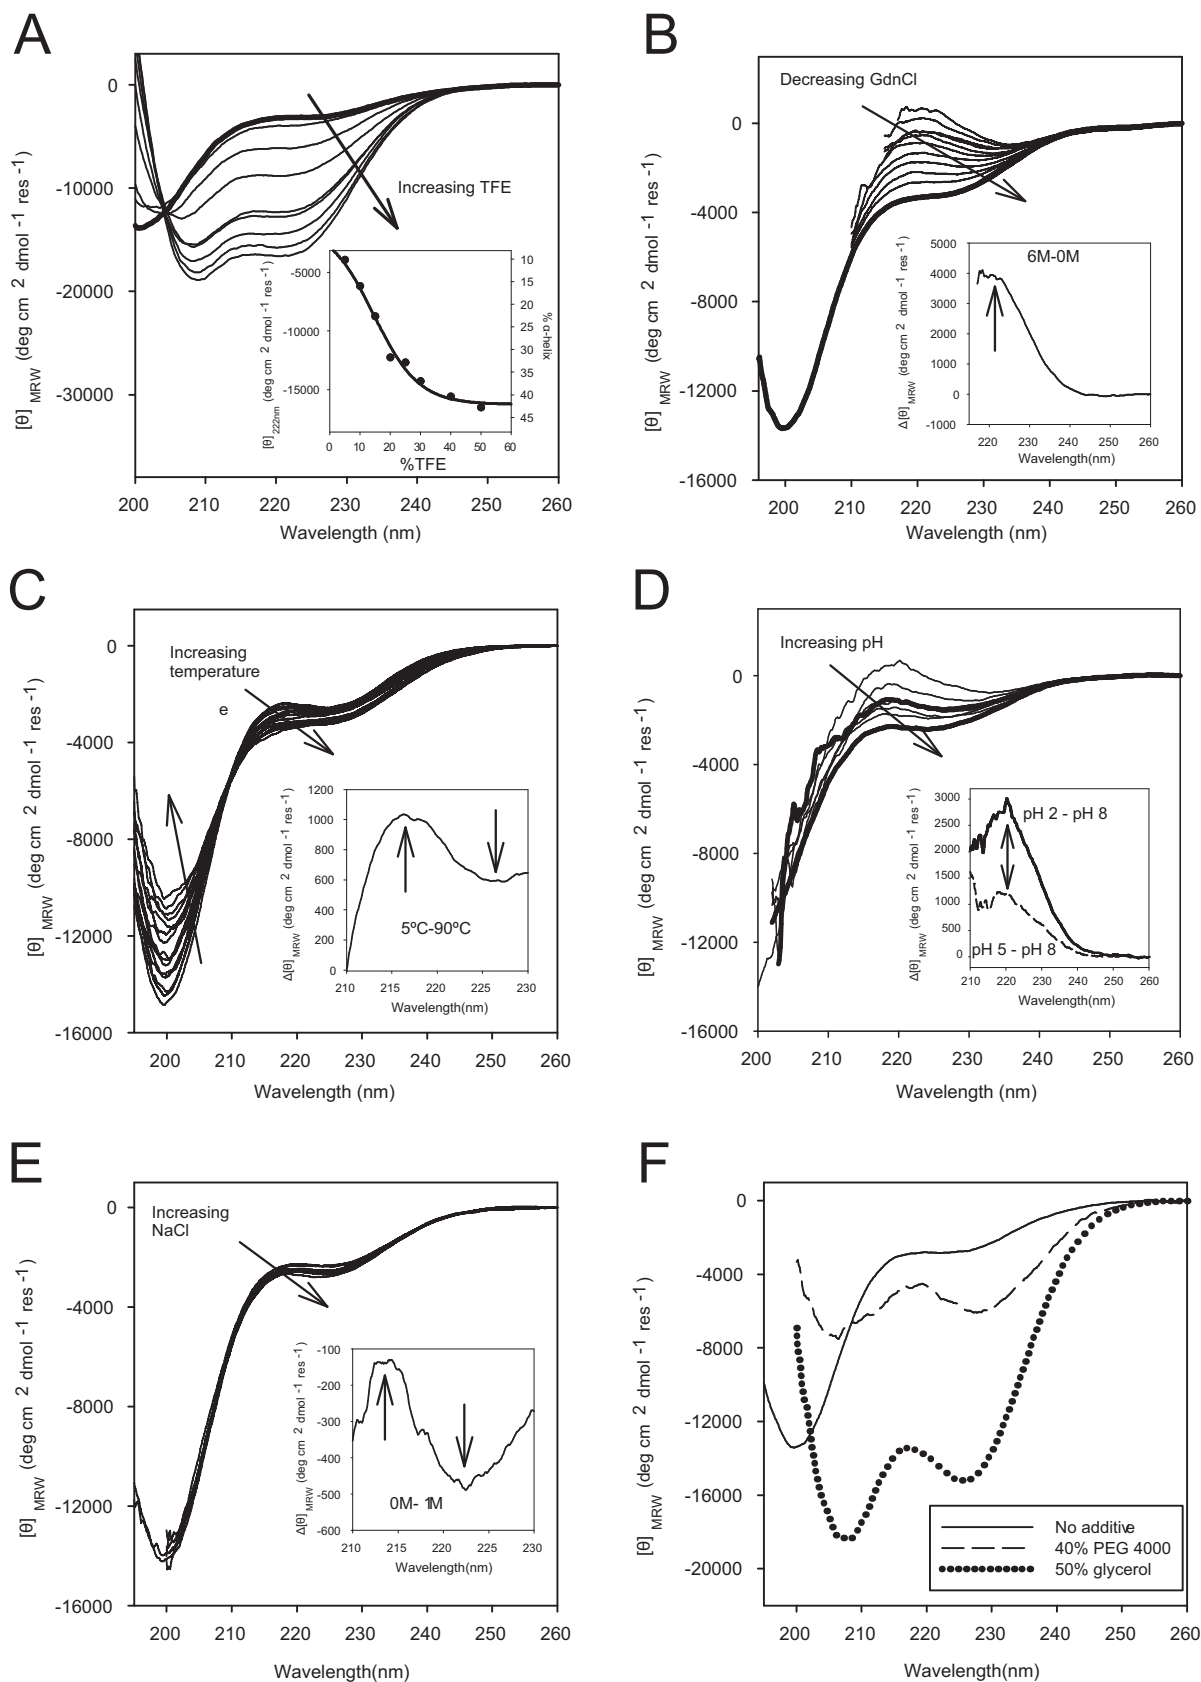 A
[θ] MRW (deg cm 2 dmol -1 res -1)
0
-10000
-20000
-30000
Increasing TFE
200 210 220 230 240 250 260
Wavelength (nm)
[θ]222nm (deg cm 2 dmol -1 res -1)
-5000
-10000
-15000
10
15
20
25
30
35
40
45
% α-helix
0 10 20 30 40 50 60
%TFE
B
[θ] MRW (deg cm 2 dmol -1 res -1)
0
-4000
-8000
-12000
-16000
Decreasing GdnCl
200 210 220 230 240 250 260
Wavelength (nm)
Δ[θ]MRW (deg cm 2 dmol -1 res -1)
5000
4000
3000
2000
1000
0
-1000
6M-0M
220 230 240 250 260
Wavelength(nm)
C
[θ] MRW (deg cm 2 dmol -1 res -1)
0
-4000
-8000
-12000
-16000
Increasing
temperature
e
200 210 220 230 240 250 260
Wavelength (nm)
Δ[θ]MRW (deg cm 2 dmol -1 res -1)
1200
1000
800
600
400
200
0
5ºC-90ºC
210 215 220 225 230
Wavelength(nm)
D
[θ] MRW (deg cm 2 dmol -1 res -1)
0
-4000
-8000
-12000
-16000
Increasing pH
200 210 220 230 240 250 260
Wavelength (nm)
Δ[θ]MRW (deg cm 2 dmol -1 res -1)
3000
2500
2000
1500
1000
500
0
pH 2 - pH 8
pH 5 - pH 8
210 220 230 240 250 260
Wavelength(nm)
E
[θ] MRW (deg cm 2 dmol -1 res -1)
0
-4000
-8000
-12000
-16000
Increasing
NaCl
200 210 220 230 240 250 260
Wavelength(nm)
Δ[θ]MRW (deg cm 2 dmol -1 res -1)
-100
-200
-300
-400
-500
-600
0M- 1M
210 215 220 225 230
Wavelength(nm)
F
[θ] MRW (deg cm 2 dmol -1 res -1)
0
-4000
-8000
-12000
-16000
-20000
200 210 220 230 240 250 260
Wavelength(nm)
No additive
40% PEG 4000
50% glycerol